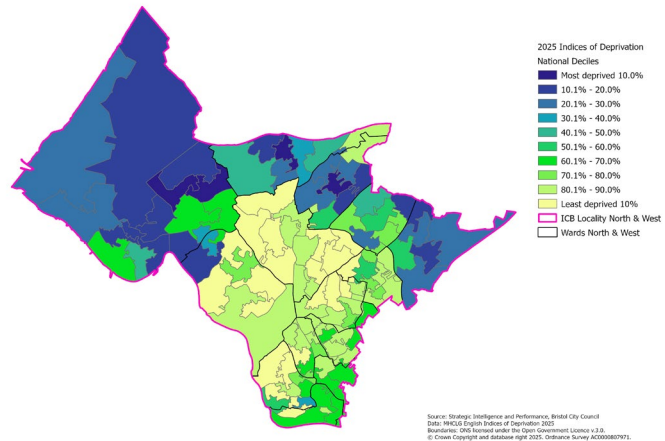 2025 Indices of Deprivation
National Deciles
Most deprived 10.0%
10.1% - 20.0%
20.1% - 30.0%
30.1% - 40.0%
40.1% - 50.0%
50.1% - 60.0%
60.1% - 70.0%
70.1% - 80.0%
80.1% - 90.0%
Least deprived 10%
ICB Locality North & West
Wards North & West
Source: Strategic Intelligence and Performance, Bristol City Council
Data: MHCLG English Indices of Deprivation 2025
Boundaries: ONS licensed under the Open Government Licence v.3.0.
© Crown Copyright and database right 2025. Ordnance Survey AC0000807971.